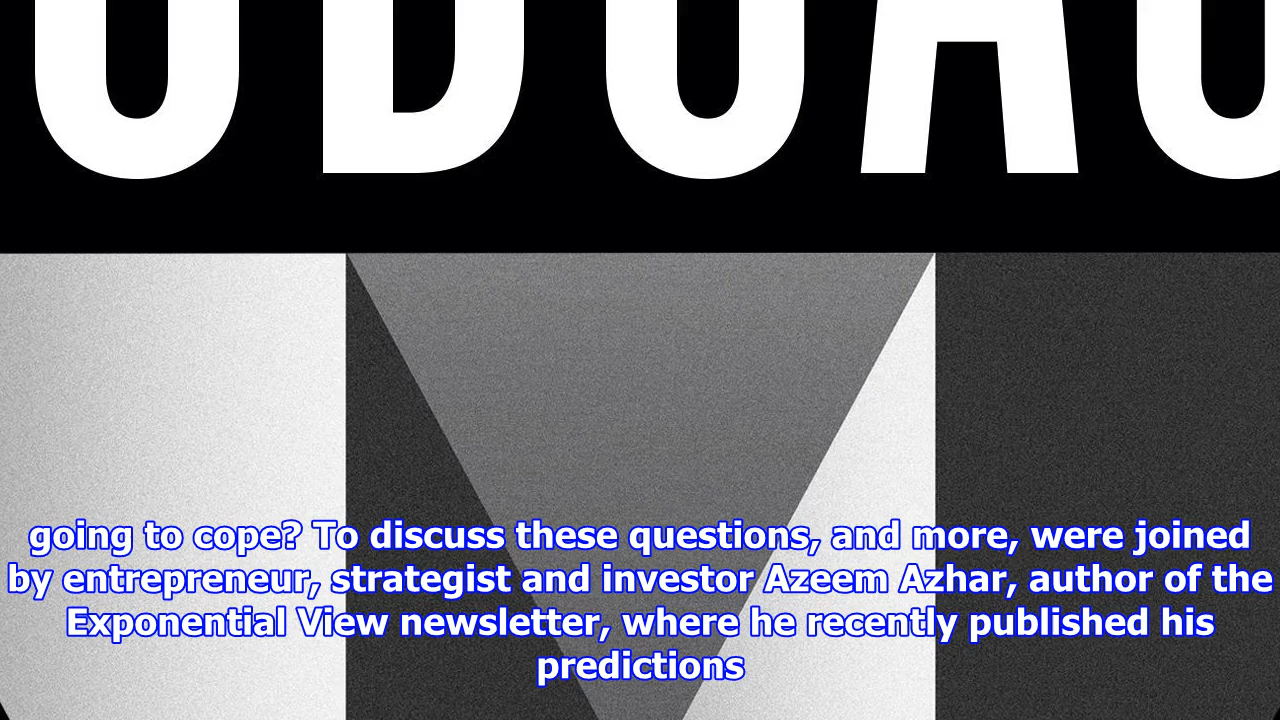 going to cope? To discuss these questions, and more, were joined
by entrepreneur, strategist and investor Azeem Azhar, author of the
Exponential View newsletter, where he recently published his
predictions